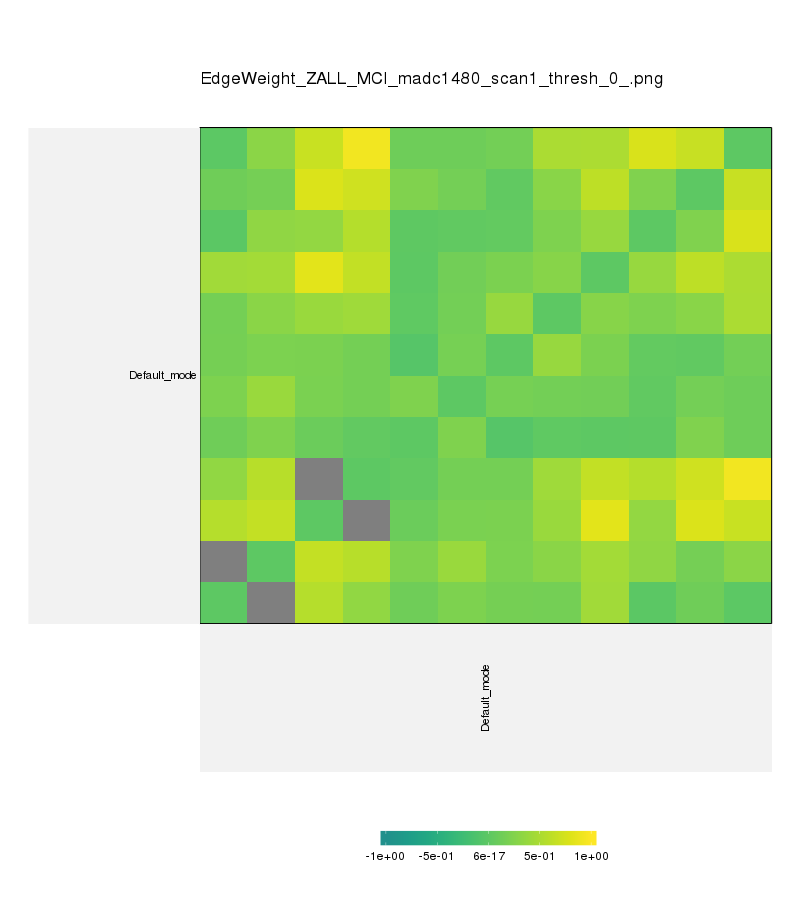 EdgeWeight_ZALL_MCI_madc1480_scan1_thresh_0_.png
Default_mode
Default_mode
-1e+00 -5e-01 6e-17 5e-01 1e+00